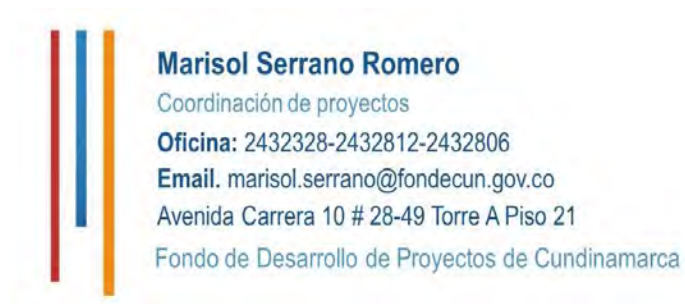 Marisol Serrano Romero
Coordinación de proyectos
Oficina: 2432328-2432812-2432806
Email. marisol.serrano@fondecun.gov.co
Avenida Carrera 10 # 28-49 Torre A Piso 21
Fondo de Desarrollo de Proyectos de Cundinamarca